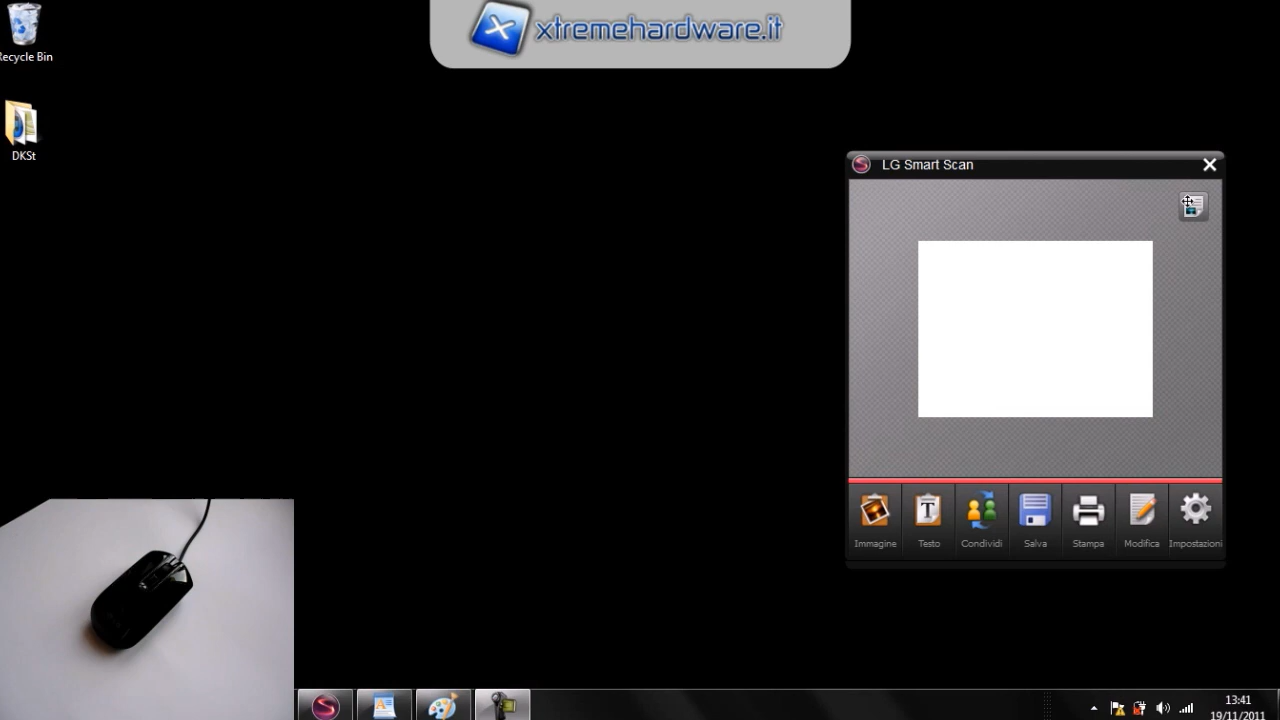 xtremehardware.it
Recycle Bin
DKSt
LG Smart Scan
T
Immagine Testo Condividi Salva Stampa Modifica Impostazioni
13:41
19/11/2011